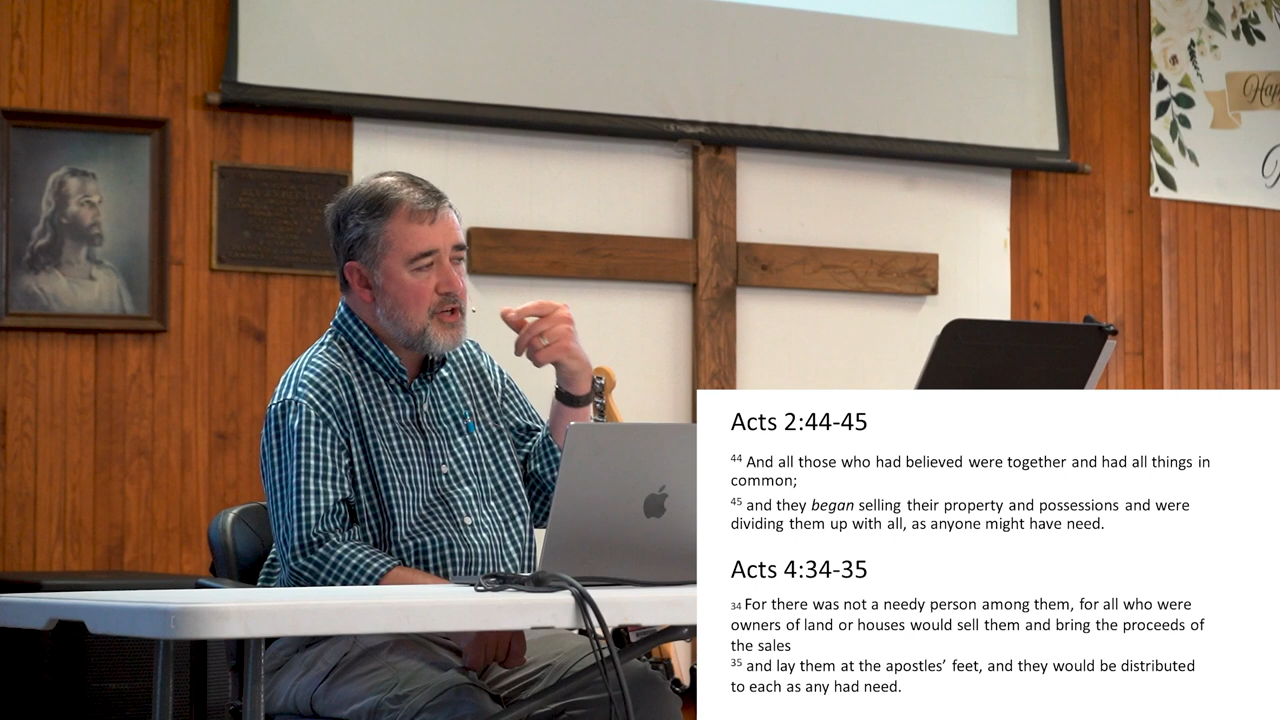 Hap
Acts 2:44-45
44 And all those who had believed were together and had all things in
common;
45 and they began selling their property and possessions and were
dividing them up with all, as anyone might have need.
Acts 4:34-35
34 For there was not a needy person among them, for all who were
owners of land or houses would sell them and bring the proceeds of
the sales
35 and lay them at the apostles’ feet, and they would be distributed
to each as any had need.